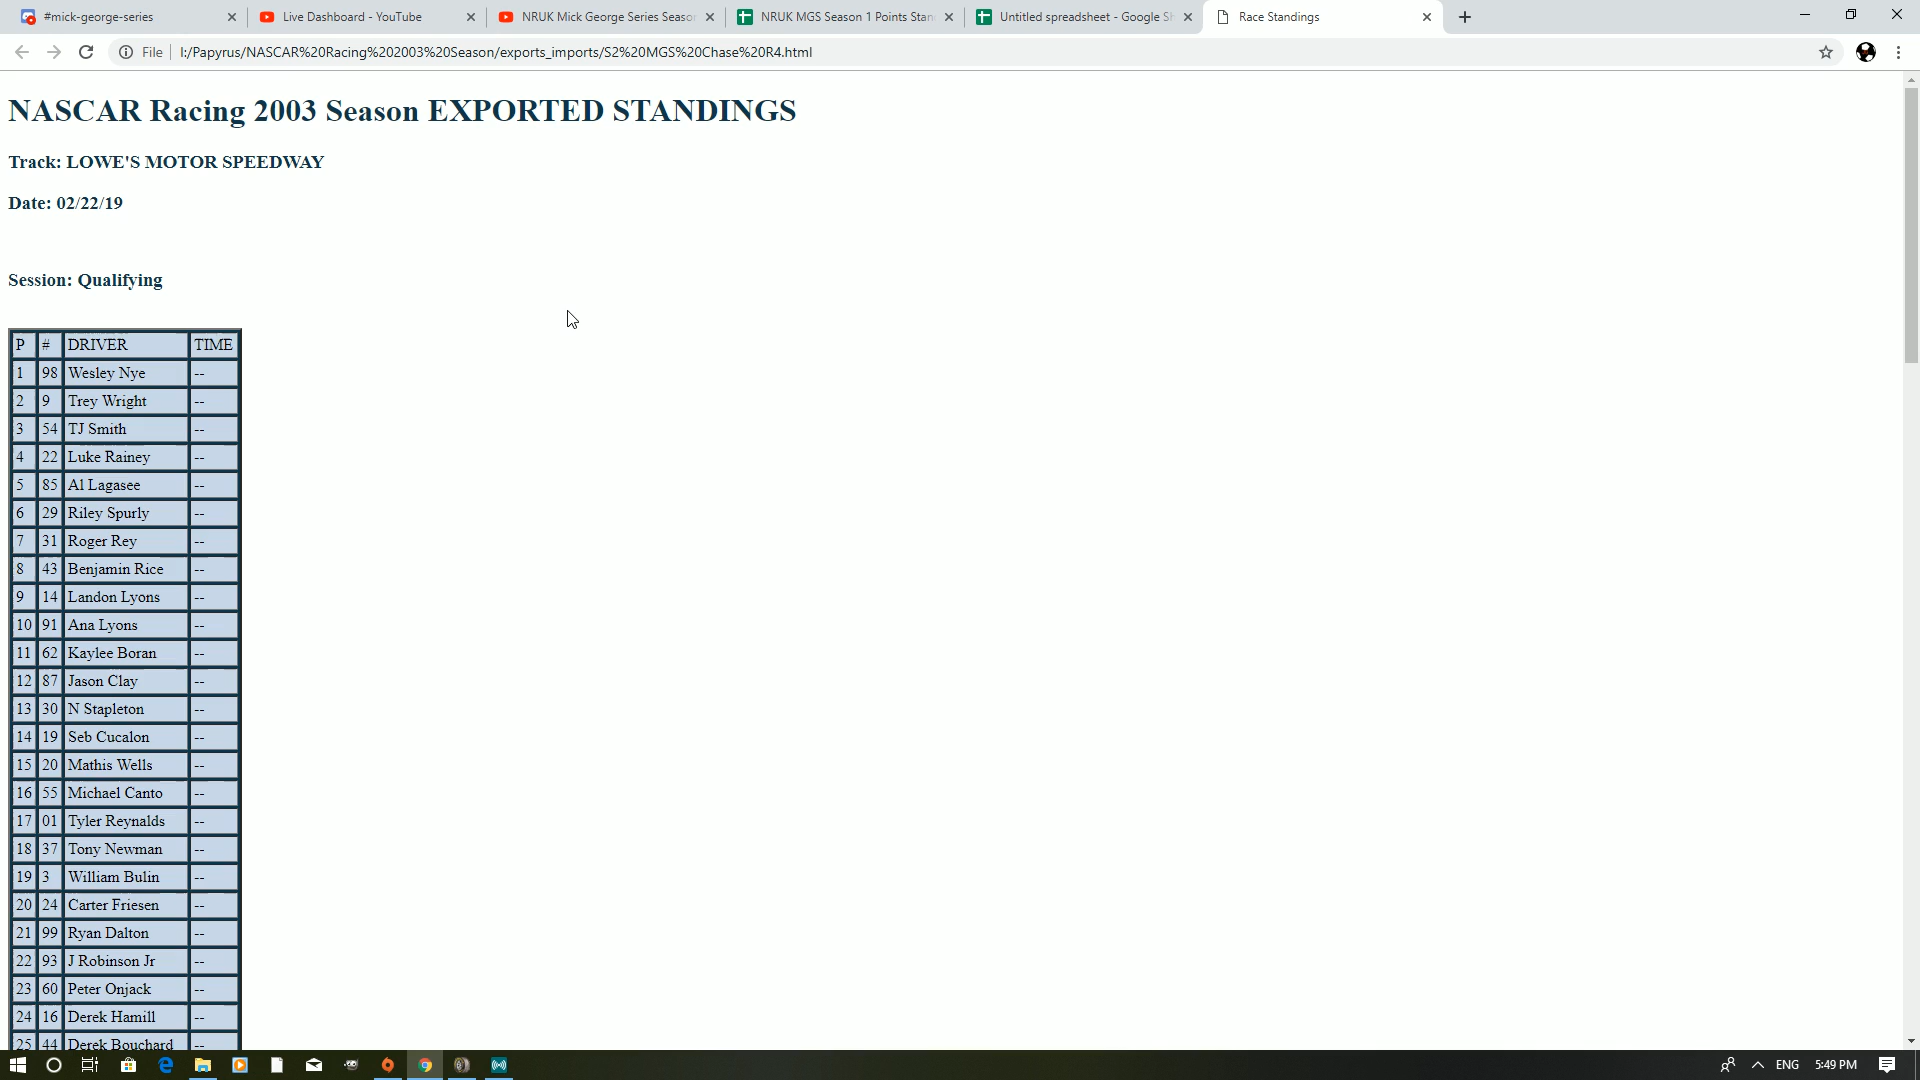 #mick-george-series
Live Dashboard - YouTube
NRUK Mick George Series Season
NRUK MGS Season 1 Points Stan
Untitled spreadsheet - Google Sh
Race Standings
File | I:/Papyrus/NASCAR%20Racing%202003%20Season/exports_imports/S2%20MGS%20Chase%20R4.html
NASCAR Racing 2003 Season EXPORTED STANDINGS
Track: LOWE'S MOTOR SPEEDWAY
Date: 02/22/19
Session: Qualifying
P # DRIVER TIME
1 98 Wesley Nye --
2 9 Trey Wright --
3 54 TJ Smith --
4 22 Luke Rainey --
5 85 Al Lagasee --
6 29 Riley Spurly --
7 31 Roger Rey --
8 43 Benjamin Rice --
9 14 Landon Lyons --
10 91 Ana Lyons --
11 62 Kaylee Boran --
12 87 Jason Clay --
13 30 N Stapleton --
14 19 Seb Cucalon --
15 20 Mathis Wells --
16 55 Michael Canto --
17 01 Tyler Reynalds --
18 37 Tony Newman --
19 3 William Bulin --
20 24 Carter Friesen --
21 99 Ryan Dalton --
22 93 J Robinson Jr --
23 60 Peter Onjack --
24 16 Derek Hamill --
25 44 Derek Bouchard --
ENG 5:49 PM